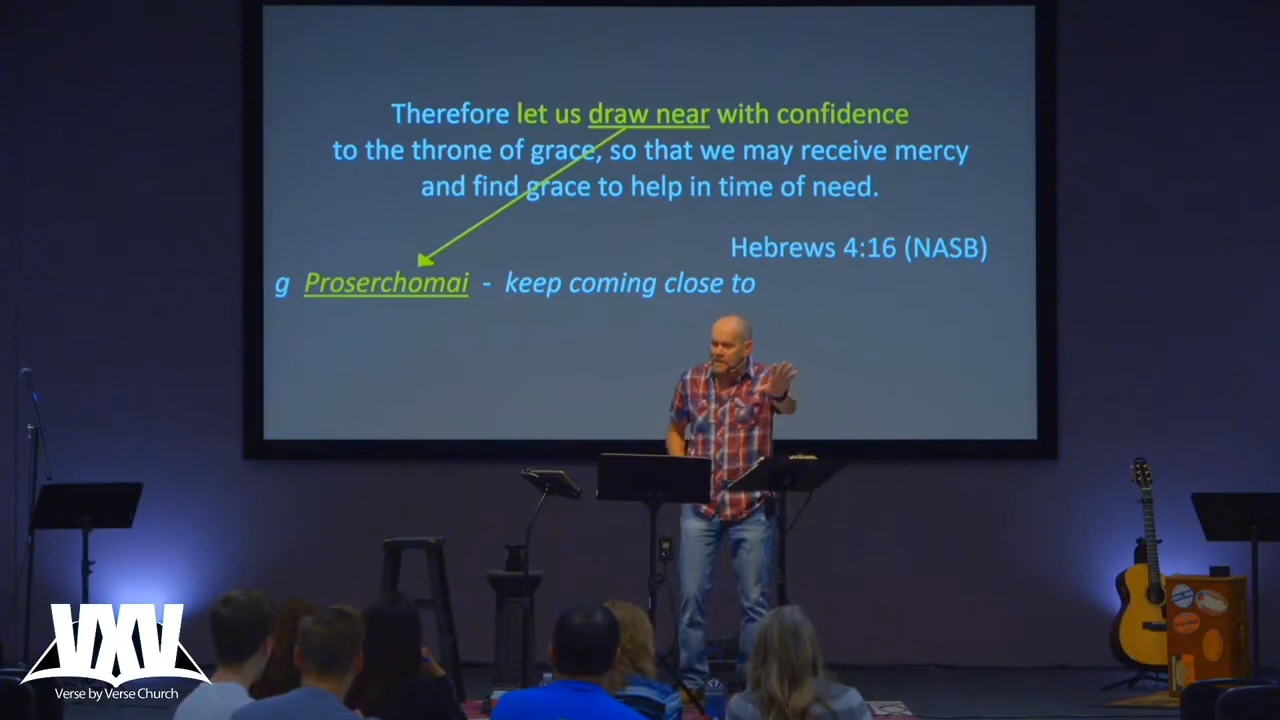 Therefore let us draw near with confidence
to the throne of grace, so that we may receive mercy
and find grace to help in time of need.
Hebrews 4:16 (NASB)
g Proserchomai - keep coming close to
VXV
Verse by Verse Church